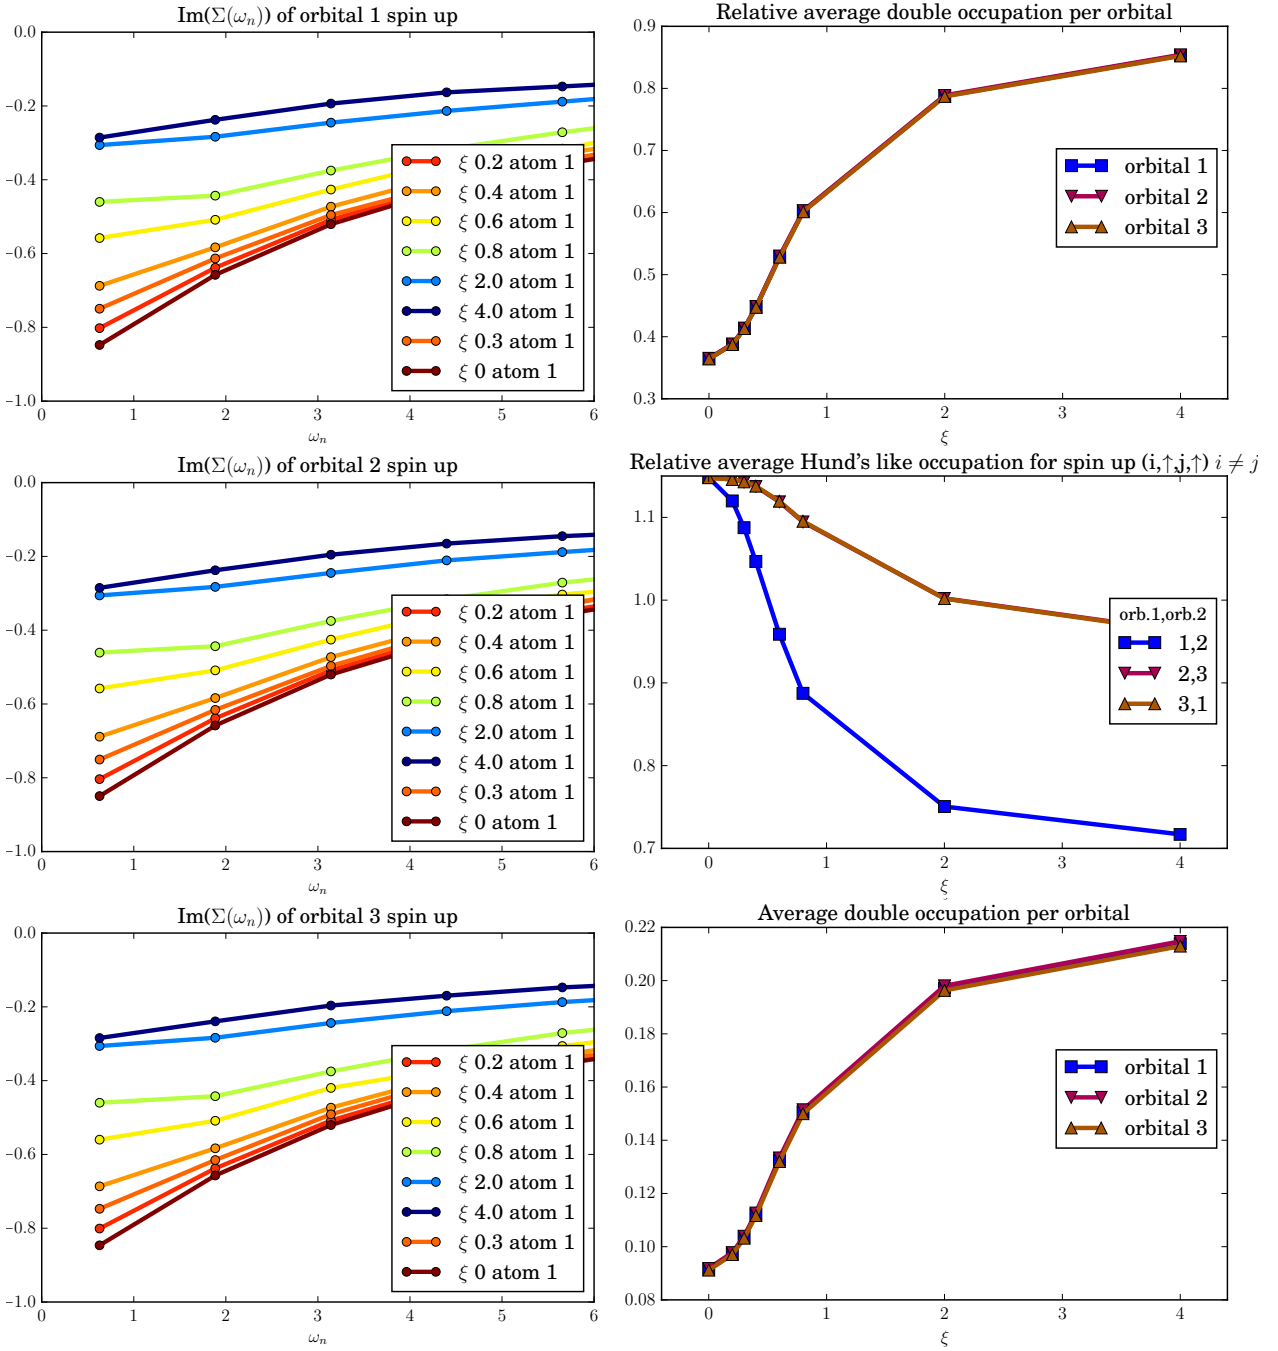 Im(Σ(ωn)) of orbital 1 spin up
0.0
−0.2
−0.4
−0.6
−0.8
−1.0
0 1 2 3 4 5 6
ωn
ξ 0.2 atom 1
ξ 0.4 atom 1
ξ 0.6 atom 1
ξ 0.8 atom 1
ξ 2.0 atom 1
ξ 4.0 atom 1
ξ 0.3 atom 1
ξ 0 atom 1
Relative average double occupation per orbital
0.9
0.8
0.7
0.6
0.5
0.4
0.3
0 1 2 3 4
ξ
orbital 1
orbital 2
orbital 3
Im(Σ(ωn)) of orbital 2 spin up
0.0
−0.2
−0.4
−0.6
−0.8
−1.0
0 1 2 3 4 5 6
ωn
ξ 0.2 atom 1
ξ 0.4 atom 1
ξ 0.6 atom 1
ξ 0.8 atom 1
ξ 2.0 atom 1
ξ 4.0 atom 1
ξ 0.3 atom 1
ξ 0 atom 1
Relative average Hund's like occupation for spin up (i,↑,j,↑) i ≠ j
1.1
1.0
0.9
0.8
0.7
0 1 2 3 4
ξ
orb.1,orb.2
1,2
2,3
3,1
Im(Σ(ωn)) of orbital 3 spin up
0.0
−0.2
−0.4
−0.6
−0.8
−1.0
0 1 2 3 4 5 6
ωn
ξ 0.2 atom 1
ξ 0.4 atom 1
ξ 0.6 atom 1
ξ 0.8 atom 1
ξ 2.0 atom 1
ξ 4.0 atom 1
ξ 0.3 atom 1
ξ 0 atom 1
Average double occupation per orbital
0.22
0.20
0.18
0.16
0.14
0.12
0.10
0.08
0 1 2 3 4
ξ
orbital 1
orbital 2
orbital 3